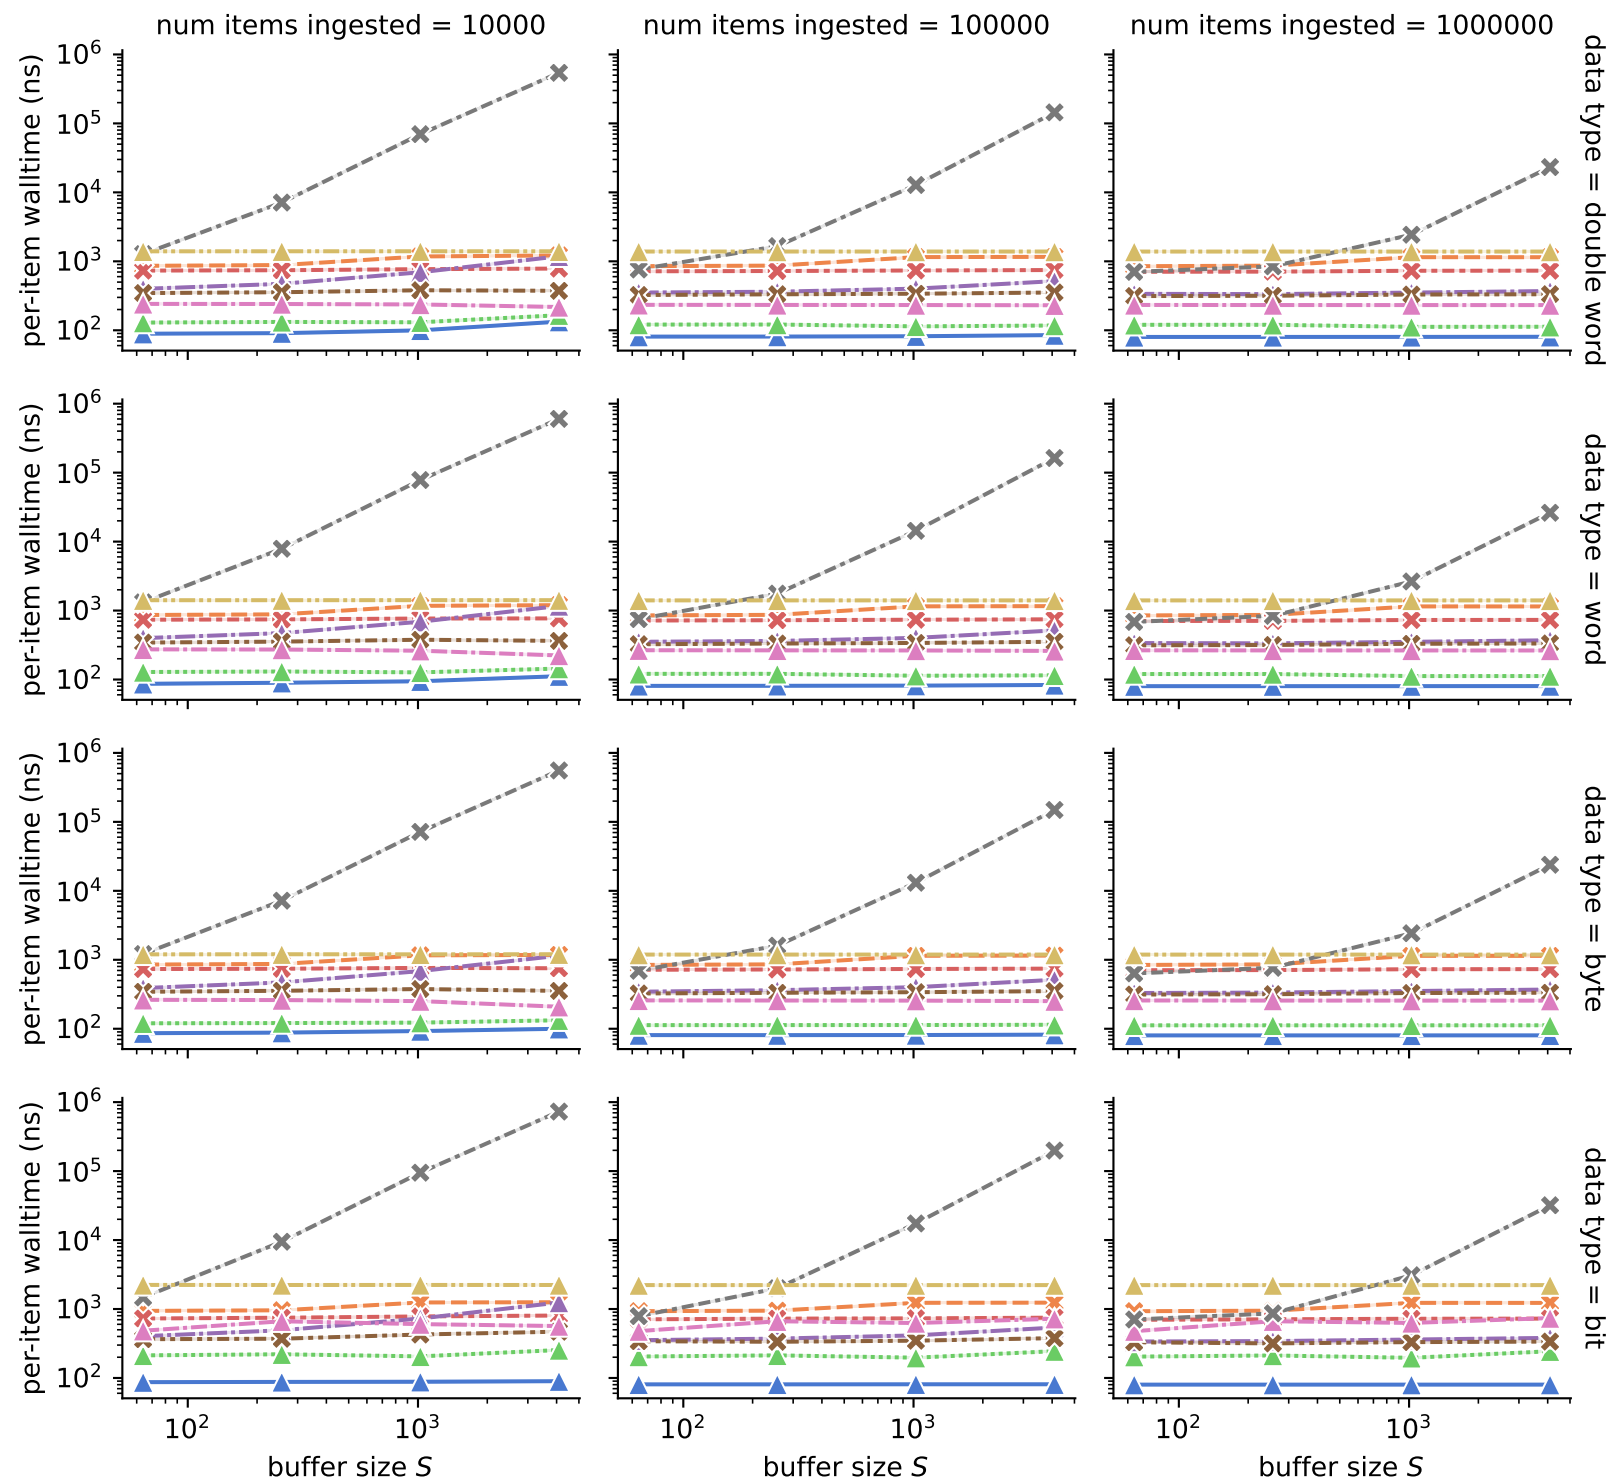 num items ingested = 10000
num items ingested = 100000
num items ingested = 1000000
per-item walltime (ns)
10^6
10^5
10^4
10^3
10^2
data type = double word
per-item walltime (ns)
10^6
10^5
10^4
10^3
10^2
data type = word
per-item walltime (ns)
10^6
10^5
10^4
10^3
10^2
data type = byte
per-item walltime (ns)
10^6
10^5
10^4
10^3
10^2
data type = bit
10^2 10^3
10^2 10^3
10^2 10^3
buffer size S
buffer size S
buffer size S